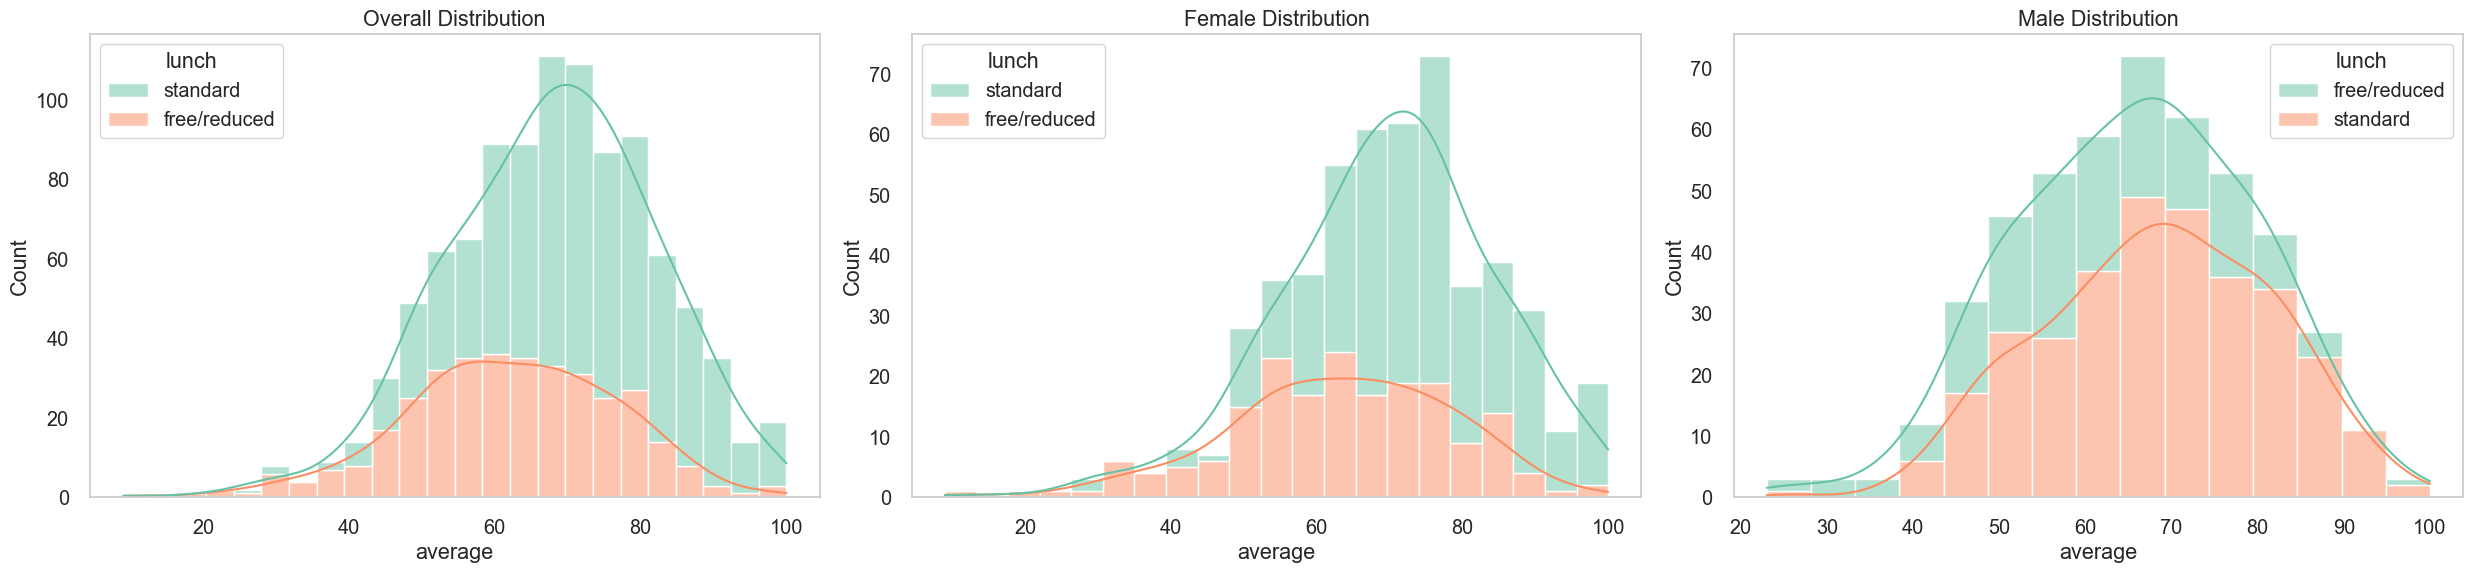 Overall Distribution
lunch
standard
free/reduced
Count
100
80
60
40
20
0
20 40 60 80 100
average
Female Distribution
lunch
standard
free/reduced
Count
70
60
50
40
30
20
10
0
20 40 60 80 100
average
Male Distribution
lunch
free/reduced
standard
Count
70
60
50
40
30
20
10
0
20 30 40 50 60 70 80 90 100
average